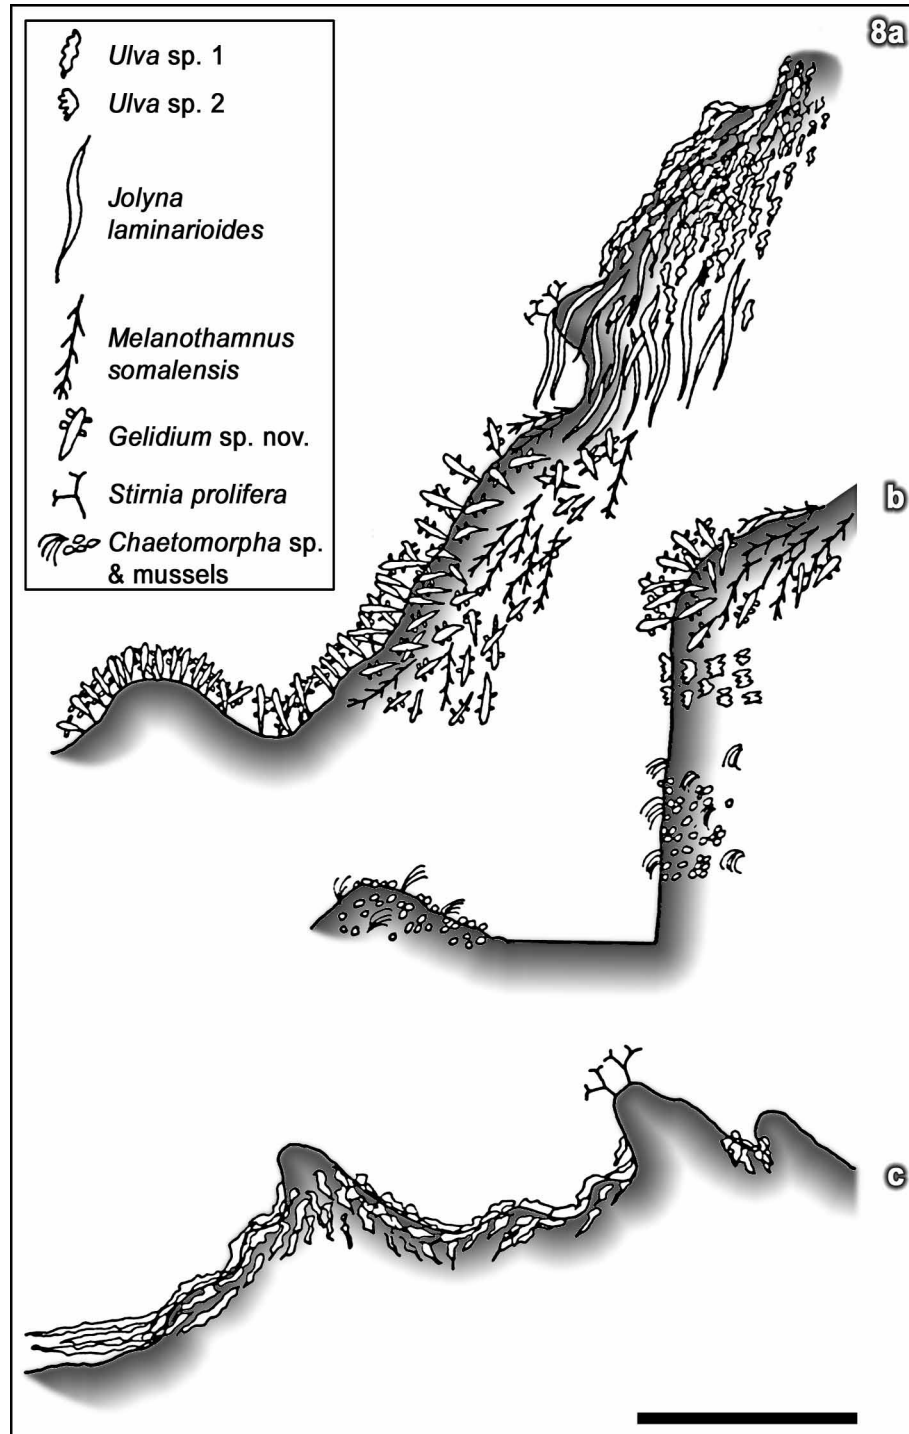 8a
Ulva sp. 1
Ulva sp. 2
Jolyna
laminarioides
Melanothamnus
somalensis
Gelidium sp. nov.
Stirnia prolifera
Chaetomorpha sp.
& mussels
b
c